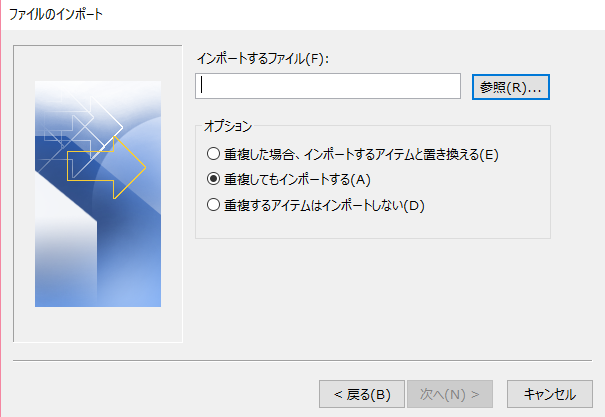 ファイルのインポート
インポートするファイル(F):
参照(R)...
オプション
重複した場合、インポートするアイテムと置き換える(E)
重複してもインポートする(A)
重複するアイテムはインポートしない(D)
< 戻る(B)
次へ(N) >
キャンセル